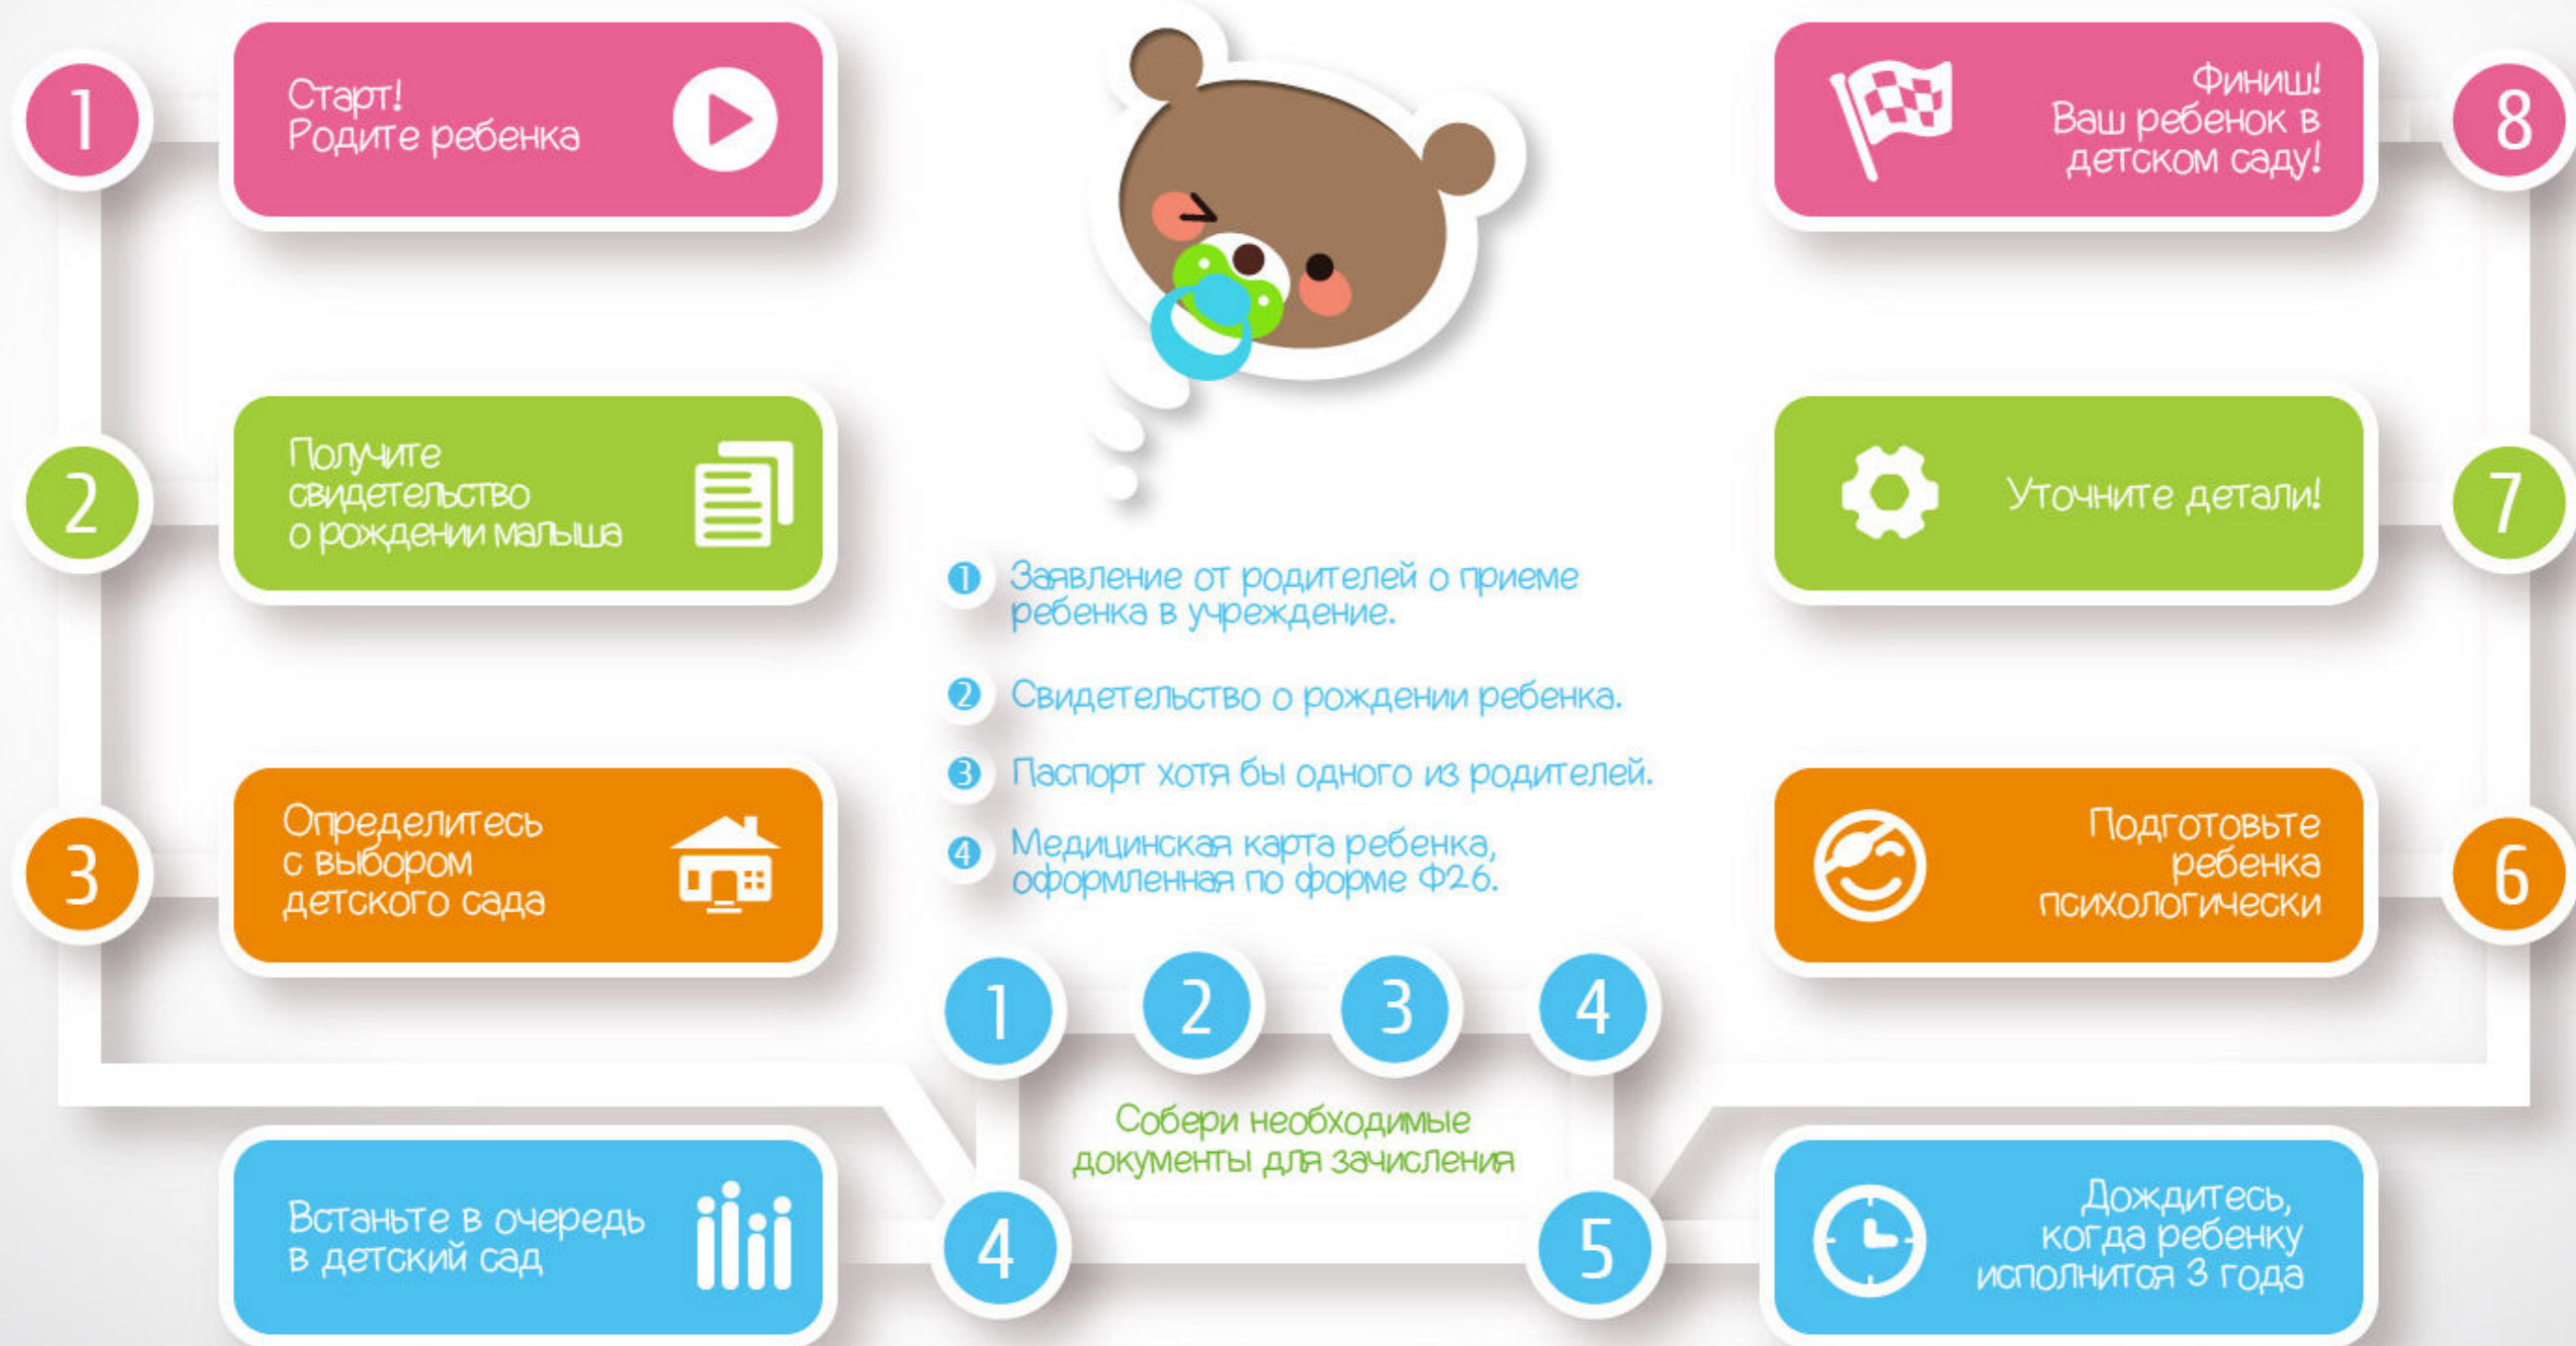 1
Старт!
Родите ребенка
2
Получите
свидетельство
о рождении малыша
3
Определитесь
с выбором
детского сада
Встаньте в очередь
в детский сад
4
1 Заявление от родителей о приеме
ребенка в учреждение.
2 Свидетельство о рождении ребенка.
3 Паспорт хотя бы одного из родителей.
4 Медицинская карта ребенка,
оформленная по форме Ф26.
1 2 3 4
Собери необходимые
документы для зачисления
5
Дождитесь,
когда ребенку
исполнится 3 года
Подготовьте
ребенка
психологически
6
Уточните детали!
7
Финиш!
Ваш ребенок в
детском саду!
8